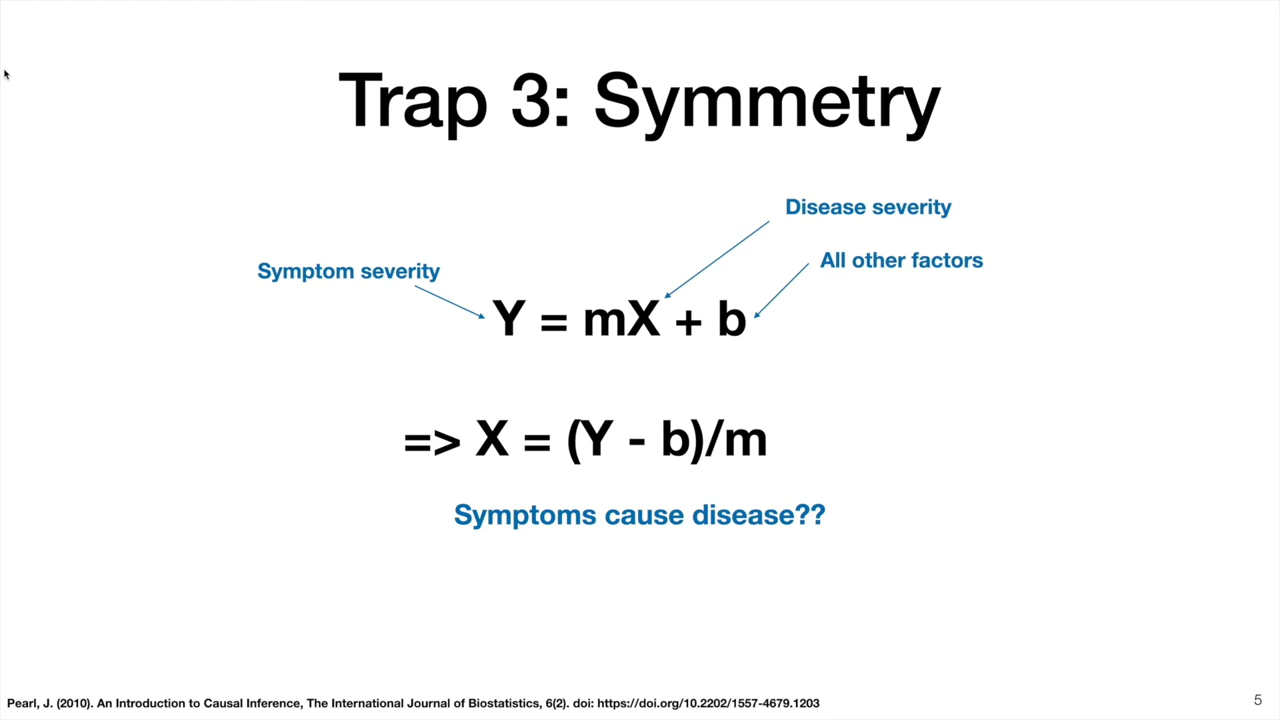 Trap 3: Symmetry
Disease severity
All other factors
Symptom severity
Y = mX + b
=> X = (Y - b)/m
Symptoms cause disease??
Pearl, J. (2010). An Introduction to Causal Inference, The International Journal of Biostatistics, 6(2). doi: https://doi.org/10.2202/1557-4679.1203
5